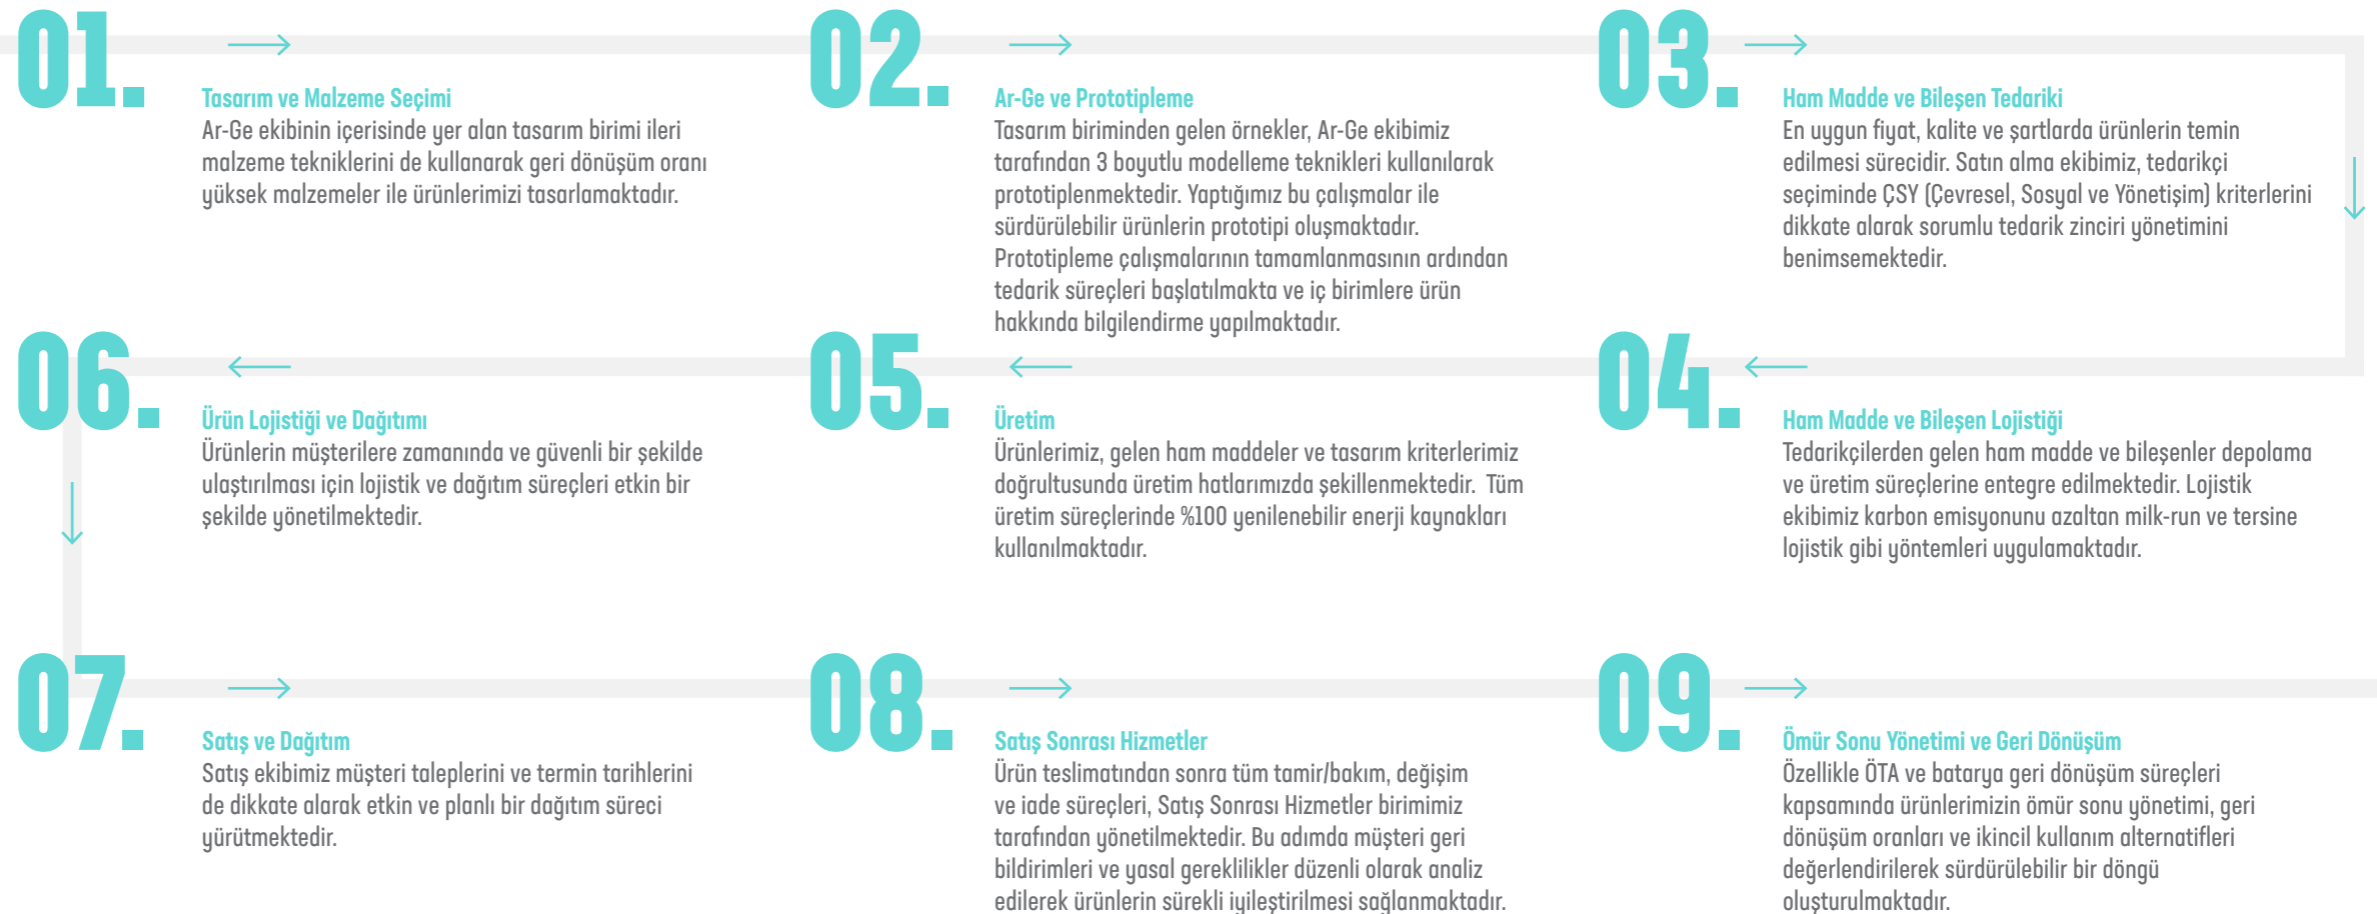 01.
Tasarım ve Malzeme Seçimi
Ar-Ge ekibinin içerisinde yer alan tasarım birimi ileri
malzeme tekniklerini de kullanarak geri dönüşüm oranı
yüksek malzemeler ile ürünlerimizi tasarlamaktadır.
02.
Ar-Ge ve Prototipleme
Tasarım biriminden gelen örnekler, Ar-Ge ekibimiz
tarafından 3 boyutlu modelleme teknikleri kullanılarak
prototiplenmektedir. Yaptığımız bu çalışmalar ile
sürdürülebilir ürünlerin prototipi oluşmaktadır.
Prototipleme çalışmalarının tamamlanmasının ardından
tedarik süreçleri başlatılmakta ve iç birimlere ürün
hakkında bilgilendirme yapılmaktadır.
03.
Ham Madde ve Bileşen Tedariki
En uygun fiyat, kalite ve şartlarda ürünlerin temin
edilmesi sürecidir. Satın alma ekibimiz, tedarikçi
seçiminde ÇSY (Çevresel, Sosyal ve Yönetişim) kriterlerini
dikkate alarak sorumlu tedarik zinciri yönetimini
benimsemektedir.
04.
Ham Madde ve Bileşen Lojistiği
Tedarikçilerden gelen ham madde ve bileşenler depolama
ve üretim süreçlerine entegre edilmektedir. Lojistik
ekibimiz karbon emisyonunu azaltan milk-run ve tersine
lojistik gibi yöntemleri uygulamaktadır.
05.
Üretim
Ürünlerimiz, gelen ham maddeler ve tasarım kriterlerimiz
doğrultusunda üretim hatlarımızda şekillenmektedir. Tüm
üretim süreçlerinde %100 yenilenebilir enerji kaynakları
kullanılmaktadır.
06.
Ürün Lojistiği ve Dağıtımı
Ürünlerin müşterilere zamanında ve güvenli bir şekilde
ulaştırılması için lojistik ve dağıtım süreçleri etkin bir
şekilde yönetilmektedir.
07.
Satış ve Dağıtım
Satış ekibimiz müşteri taleplerini ve termin tarihlerini
de dikkate alarak etkin ve planlı bir dağıtım süreci
yürütmektedir.
08.
Satış Sonrası Hizmetler
Ürün teslimatından sonra tüm tamir/bakım, değişim
ve iade süreçleri, Satış Sonrası Hizmetler birimimiz
tarafından yönetilmektedir. Bu adımda müşteri geri
bildirimleri ve yasal gereklilikler düzenli olarak analiz
edilerek ürünlerin sürekli iyileştirilmesi sağlanmaktadır.
09.
Ömür Sonu Yönetimi ve Geri Dönüşüm
Özellikle ÖTA ve batarya geri dönüşüm süreçleri
kapsamında ürünlerimizin ömür sonu yönetimi, geri
dönüşüm oranları ve ikincil kullanım alternatifleri
değerlendirilerek sürdürülebilir bir döngü
oluşturulmaktadır.